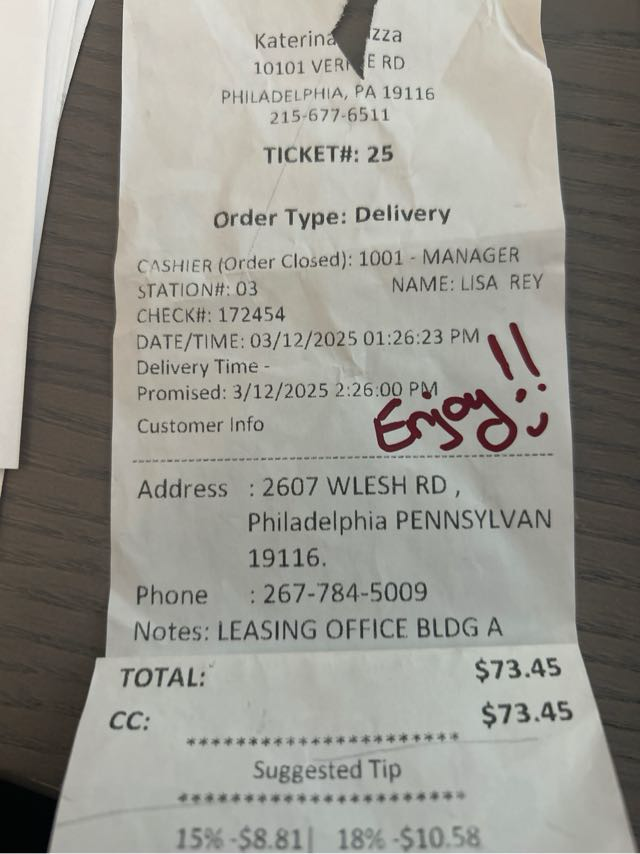 Katerina zza
10101 VER E RD
PHILADELPHIA, PA 19116
215-677-6511
TICKET#: 25
Order Type: Delivery
CASHIER (Order Closed): 1001 - MANAGER
STATION#: 03 NAME: LISA REY
CHECK#: 172454
DATE/TIME: 03/12/2025 01:26:23 PM
Delivery Time -
Promised: 3/12/2025 2:26:00 PM
Enjoy!!
Customer Info
Address : 2607 WLESH RD ,
Philadelphia PENNSYLVAN
19116.
Phone : 267-784-5009
Notes: LEASING OFFICE BLDG A
TOTAL: $73.45
CC: $73.45
**********************
Suggested Tip
***********************
15% -$8.81| 18% -$10.58